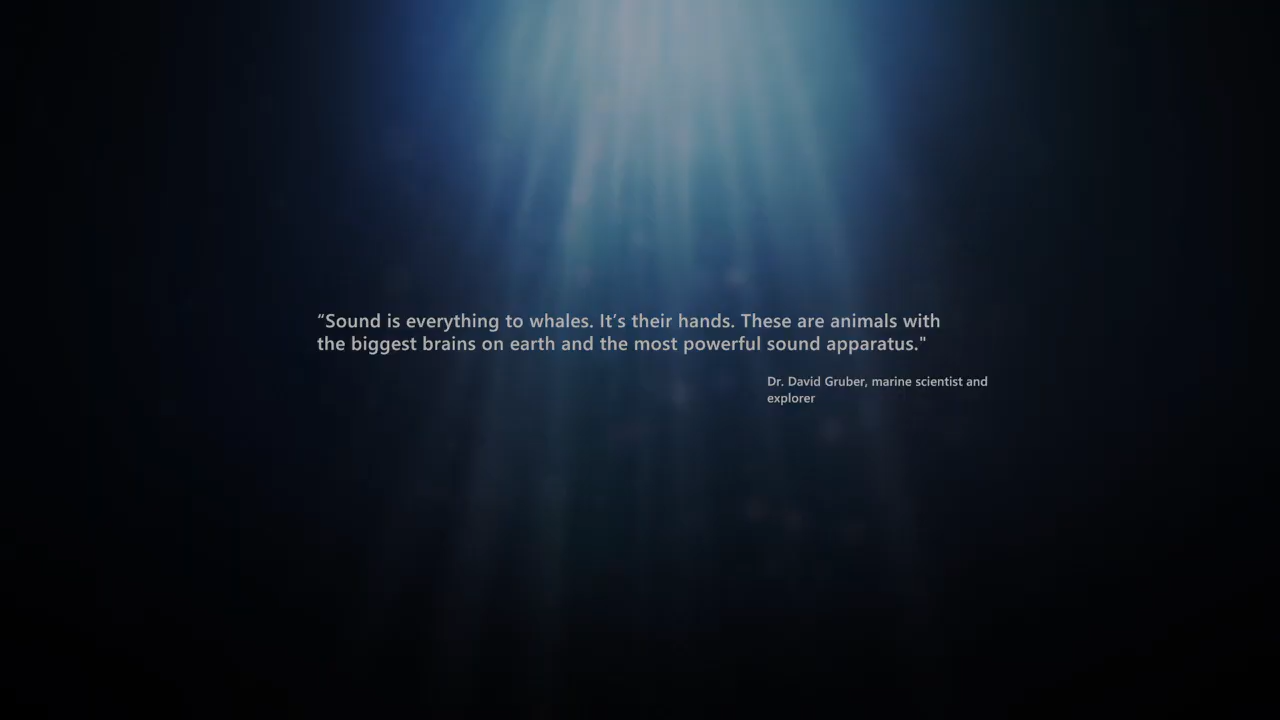 “Sound is everything to whales. It’s their hands. These are animals with
the biggest brains on earth and the most powerful sound apparatus."
Dr. David Gruber, marine scientist and
explorer